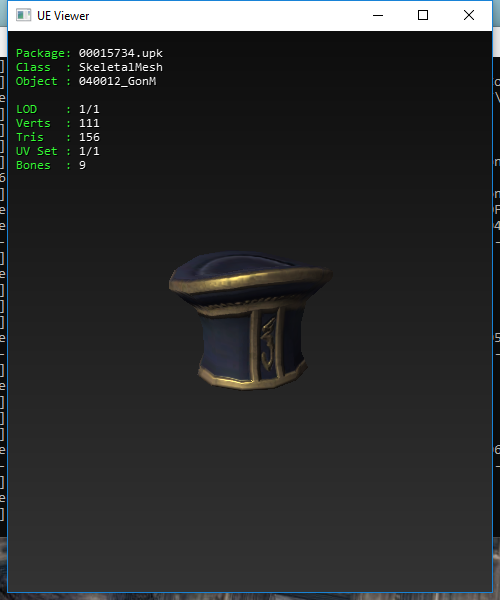 UE Viewer
Package: 00015734.upk
Class  : SkeletalMesh
Object : 040012_GonM
LOD    : 1/1
Verts  : 111
Tris   : 156
UV Set : 1/1
Bones  : 9